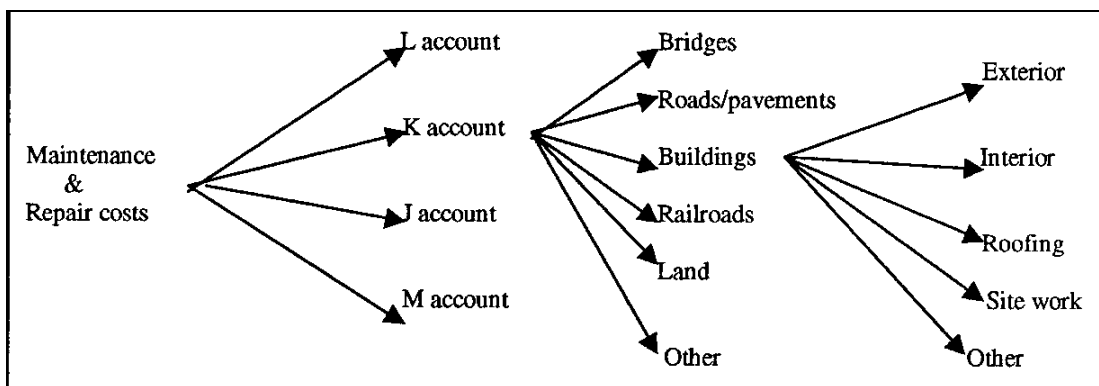 Maintenance
&
Repair costs
L account
K account
J account
M account
Bridges
Roads/pavements
Buildings
Railroads
Land
Other
Exterior
Interior
Roofing
Site work
Other